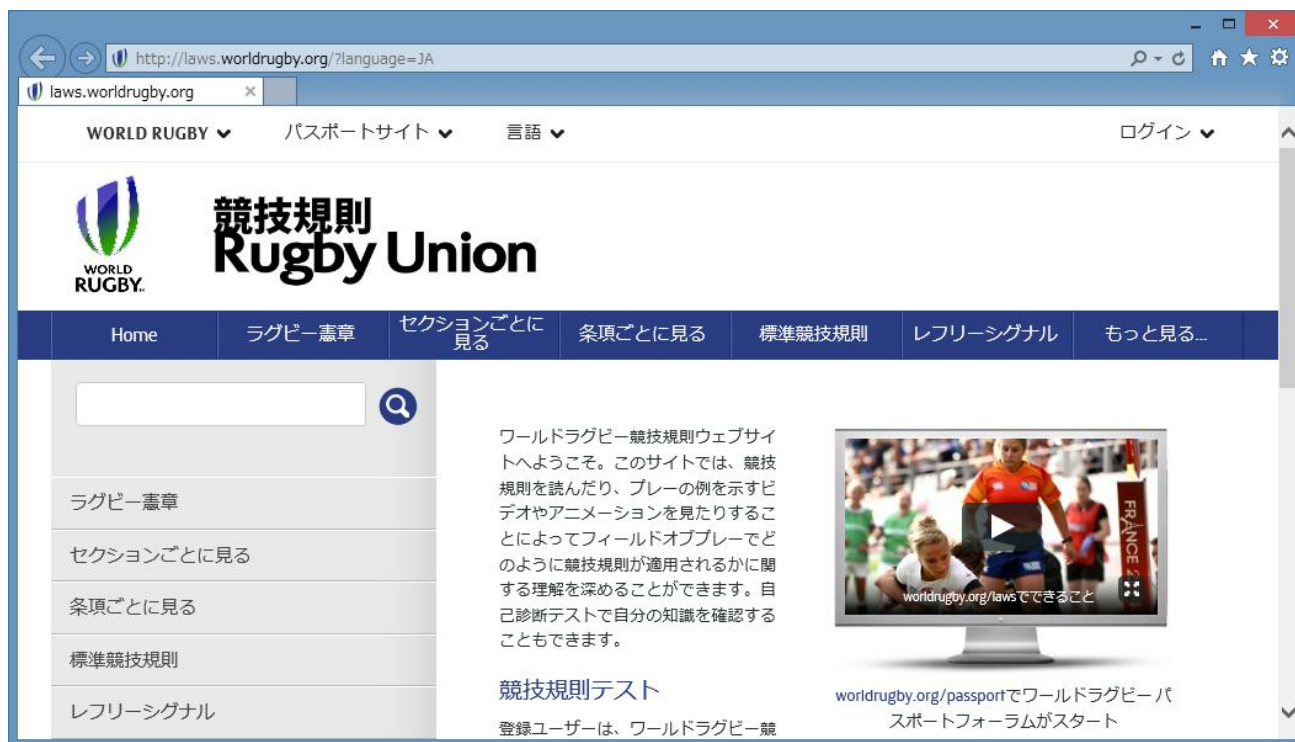 http://laws.worldrugby.org/?language=JA
laws.worldrugby.org
WORLD RUGBY
パスポートサイト
言語
ログイン
WORLD
RUGBY
競技規則
Rugby Union
Home
ラグビー憲章
セクションごとに
見る
条項ごとに見る
標準競技規則
レフリーシグナル
もっと見る...
ラグビー憲章
セクションごとに見る
条項ごとに見る
標準競技規則
レフリーシグナル
ワールドラグビー競技規則ウェブサイ
トへようこそ。このサイトでは、競技
規則を読んだり、プレーの例を示すビ
デオやアニメーションを見たりするこ
とによってフィールドオブプレーでど
のように競技規則が適用されるかに関
する理解を深めることができます。自
己診断テストで自分の知識を確認する
こともできます。
競技規則テスト
登録ユーザーは、ワールドラグビー競
FRANCE 2
worldrugby.org/lawsでできること
worldrugby.org/passportでワールドラグビー パ
スポートフォーラムがスタート